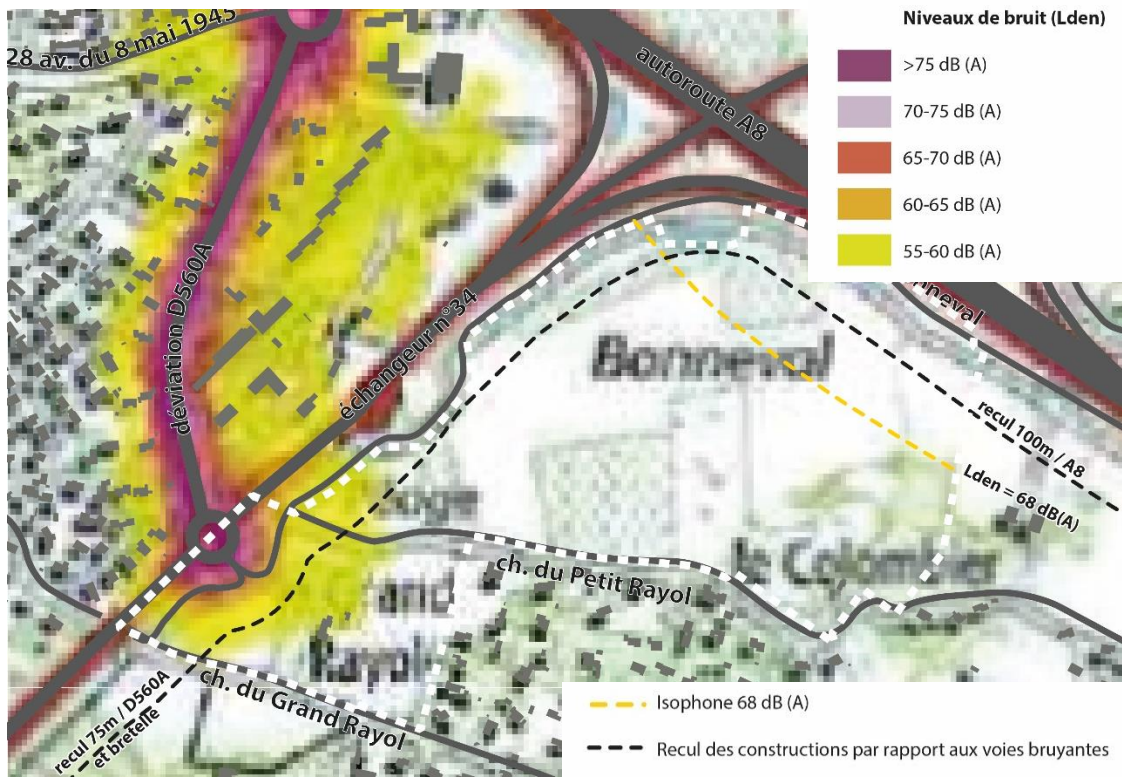 28 av. du 8 mai 1945
autoroute A8
Niveaux de bruit (Lden)
>75 dB (A)
70-75 dB (A)
65-70 dB (A)
60-65 dB (A)
55-60 dB (A)
déviation D560A
échangeur n°34
Bonneval
nneval
recul 100m / A8
Lden = 68 dB(A)
ch. du Petit Rayol
le Colombier
Rayol
ch. du Grand Rayol
recul 75m / D560A
et bretelle
Isophone 68 dB (A)
Recul des constructions par rapport aux voies bruyantes